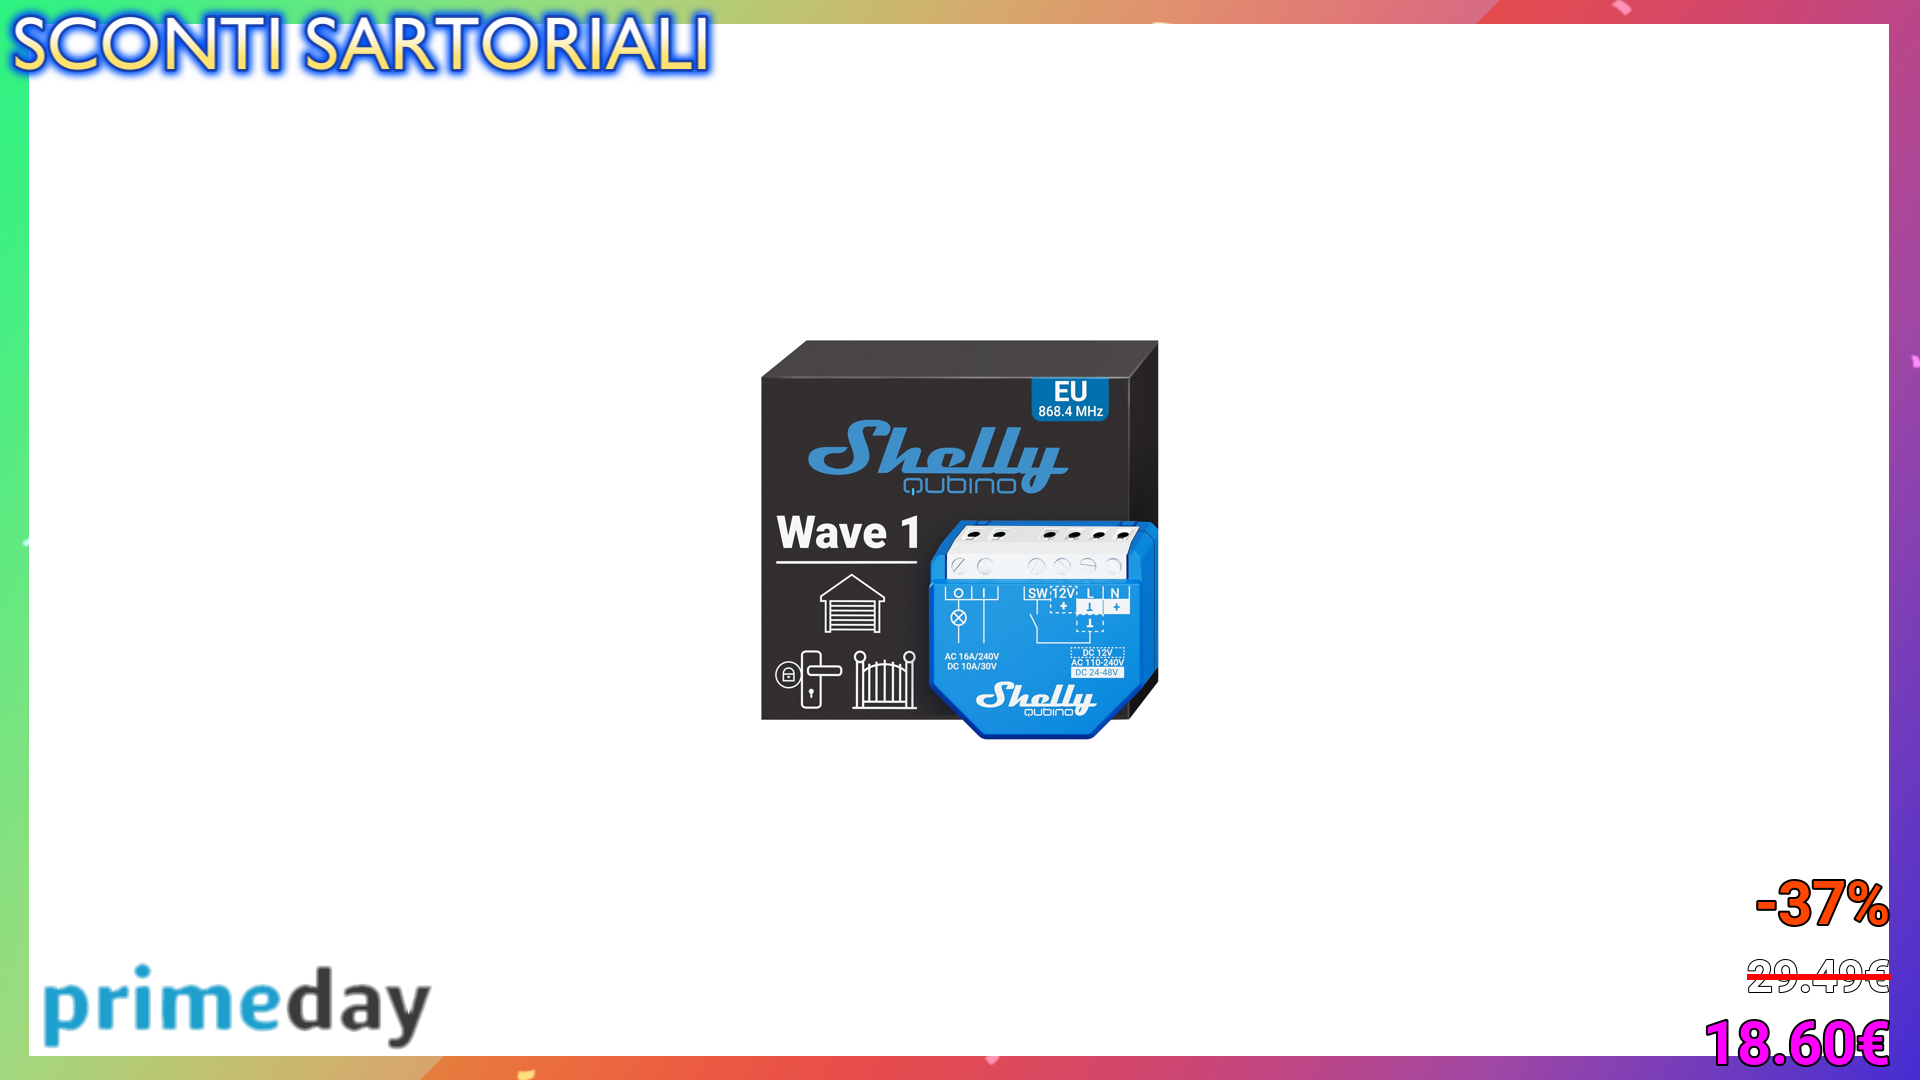 SCONTI SARTORIALI
EU
868.4 MHz
Shelly
QUBINO
Wave 1
O I SW 12V L N
+ ⊥ +
⊥
AC 16A/240V
DC 10A/30V
DC 12V
AC 110-240V
DC 24-48V
Shelly
QUBINO
-37%
29.49€
18.60€
primeday